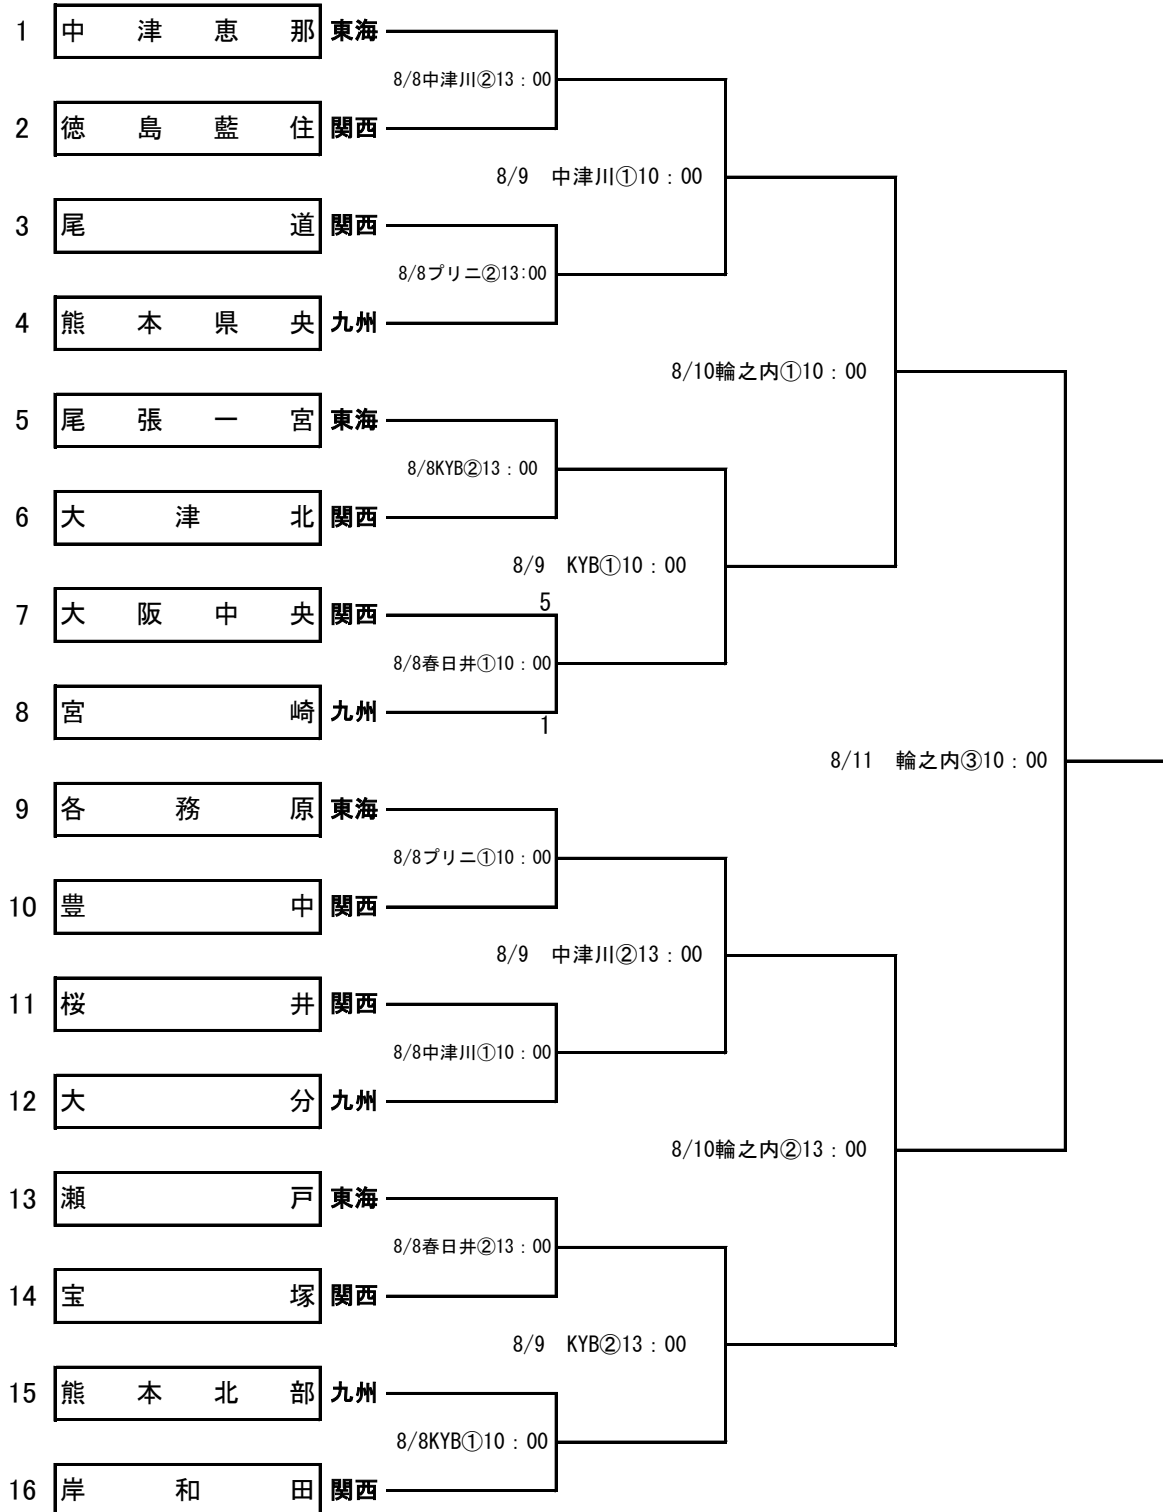 1 中津恵那 東海
8/8中津川②13：00
2 徳島藍住 関西
8/9　中津川①10：00
3 尾道 関西
8/8プリニ②13:00
4 熊本県央 九州
8/10輪之内①10：00
5 尾張一宮 東海
8/8KYB②13：00
6 大津北 関西
8/9　KYB①10：00
5
7 大阪中央 関西
8/8春日井①10：00
8 宮崎 九州
1
8/11　輪之内③10：00
9 各務原 東海
8/8プリニ①10：00
10 豊中 関西
8/9　中津川②13：00
11 桜井 関西
8/8中津川①10：00
12 大分 九州
8/10輪之内②13：00
13 瀬戸 東海
8/8春日井②13：00
14 宝塚 関西
8/9　KYB②13：00
15 熊本北部 九州
8/8KYB①10：00
16 岸和田 関西